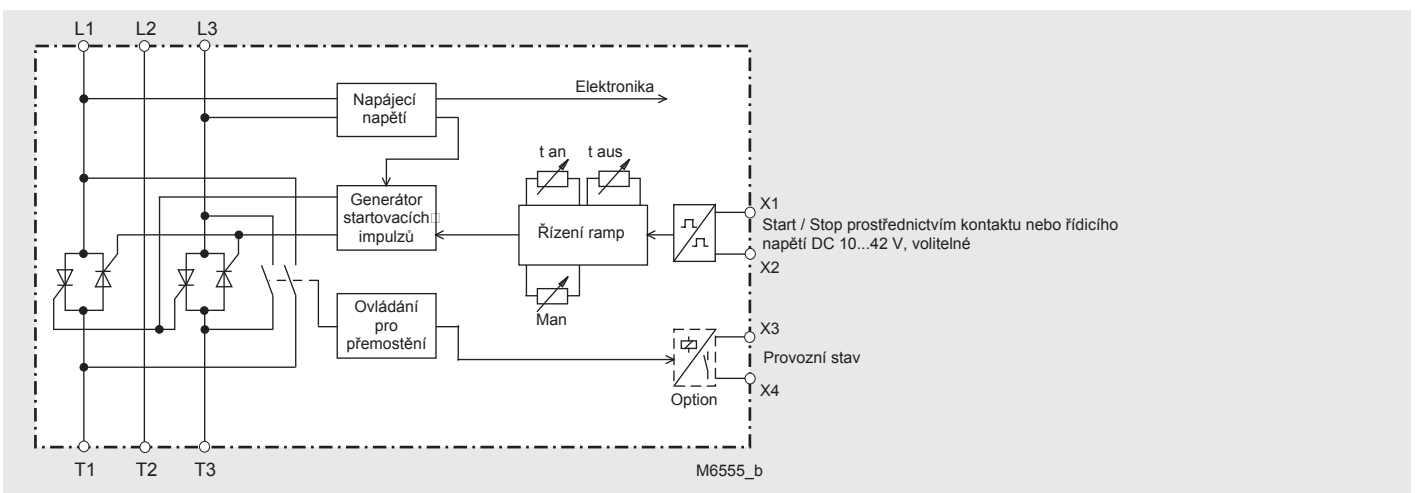 L1 L2 L3
Elektronika
Napájecí
napětí
t an t aus
Generátor
startovacích
impulzů
Řízení ramp
X1
Start / Stop prostřednictvím kontaktu nebo řídicího
napětí DC 10...42 V, volitelné
X2
Ovládání
pro
přemostění
Man
X3
Provozní stav
X4
Option
T1 T2 T3
M6555_b